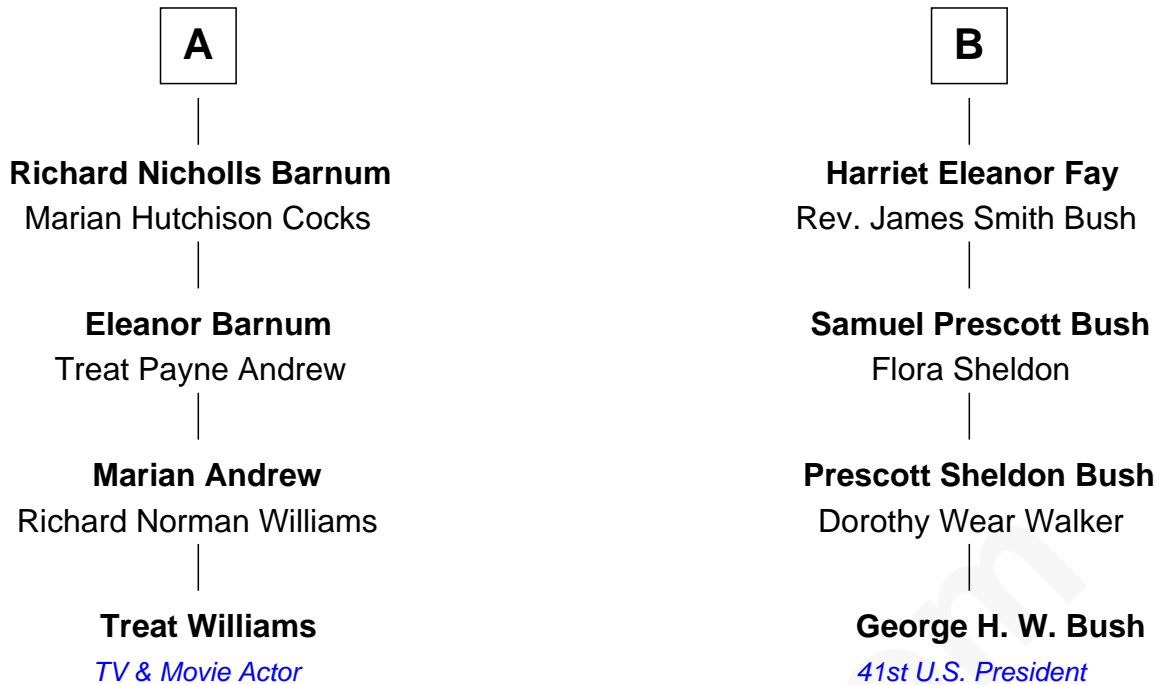 A
B
Richard Nicholls Barnum
Marian Hutchison Cocks
Harriet Eleanor Fay
Rev. James Smith Bush
Eleanor Barnum
Treat Payne Andrew
Samuel Prescott Bush
Flora Sheldon
Marian Andrew
Richard Norman Williams
Prescott Sheldon Bush
Dorothy Wear Walker
Treat Williams
TV & Movie Actor
George H. W. Bush
41st U.S. President